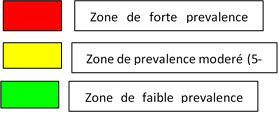 Zone de forte prevalence
Zone de prevalence moderé (5-
Zone de faible prevalence